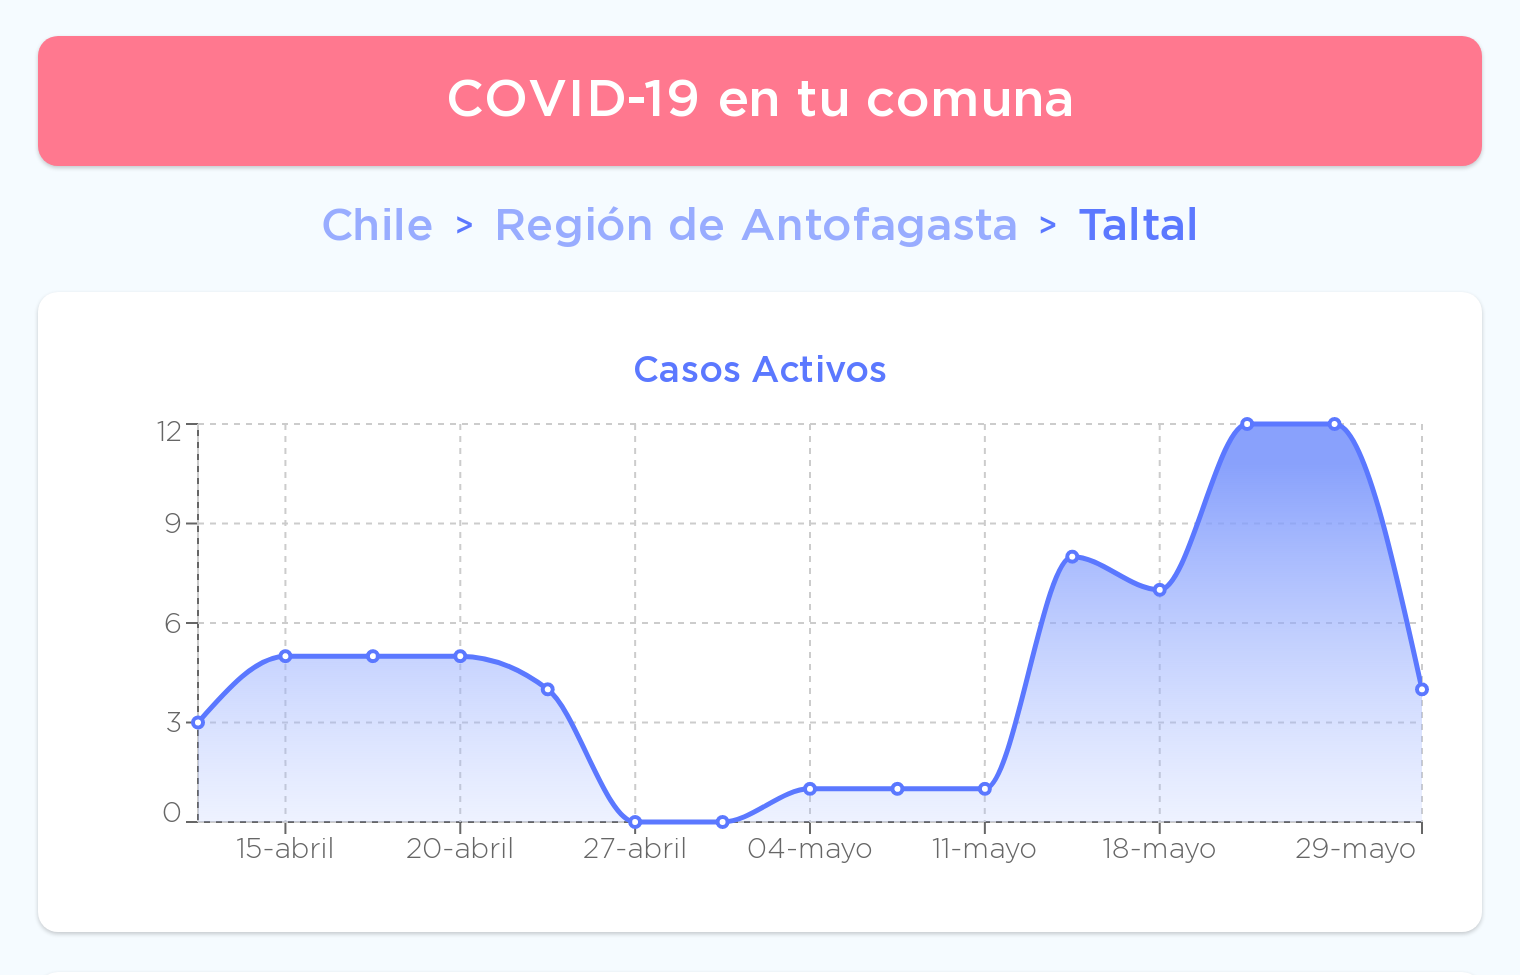 COVID-19 en tu comuna
Chile > Región de Antofagasta > Taltal
Casos Activos
12
9
6
3
0
15-abril 20-abril 27-abril 04-mayo 11-mayo 18-mayo 29-mayo